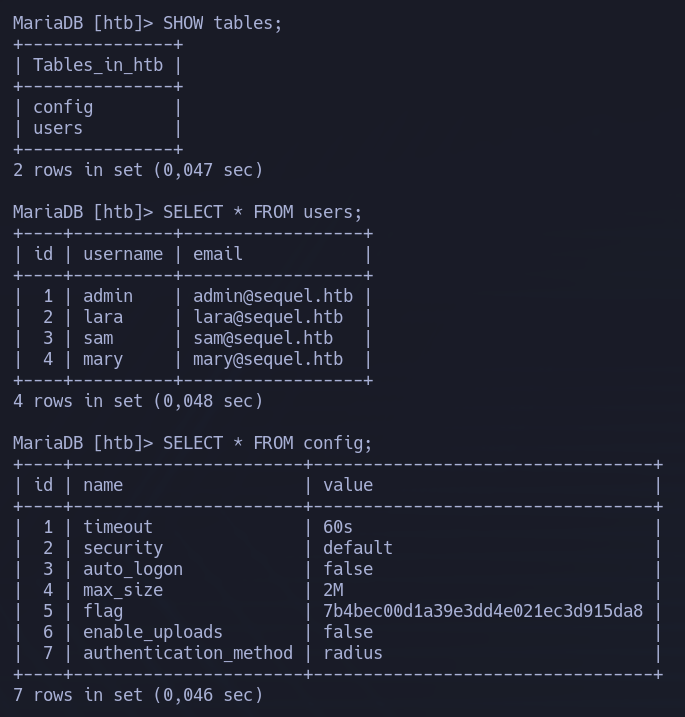 MariaDB [htb]> SHOW tables;
+---------------+
| Tables_in_htb |
+---------------+
| config        |
| users         |
+---------------+
2 rows in set (0,047 sec)

MariaDB [htb]> SELECT * FROM users;
+----+----------+------------------+
| id | username | email            |
+----+----------+------------------+
|  1 | admin    | admin@sequel.htb |
|  2 | lara     | lara@sequel.htb  |
|  3 | sam      | sam@sequel.htb   |
|  4 | mary     | mary@sequel.htb  |
+----+----------+------------------+
4 rows in set (0,048 sec)

MariaDB [htb]> SELECT * FROM config;
+----+-----------------------+----------------------------------+
| id | name                  | value                            |
+----+-----------------------+----------------------------------+
|  1 | timeout               | 60s                              |
|  2 | security              | default                          |
|  3 | auto_logon            | false                            |
|  4 | max_size              | 2M                               |
|  5 | flag                  | 7b4bec00d1a39e3dd4e021ec3d915da8 |
|  6 | enable_uploads        | false                            |
|  7 | authentication_method | radius                           |
+----+-----------------------+----------------------------------+
7 rows in set (0,046 sec)